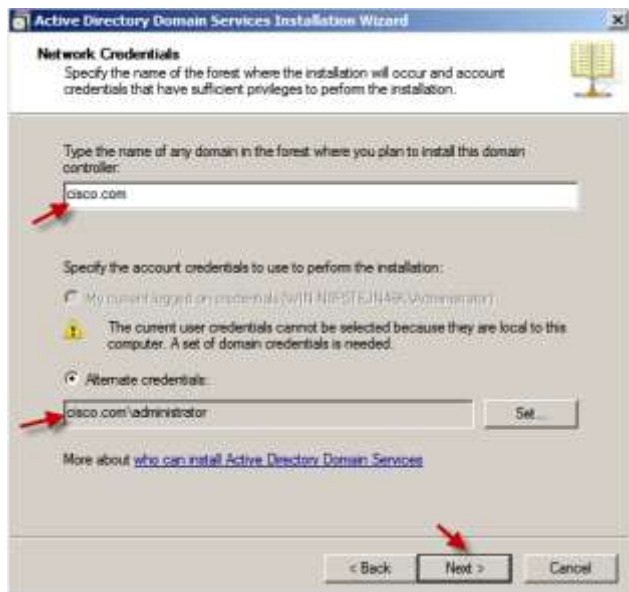 Active Directory Domain Services Installation Wizard
Network Credentials
Specify the name of the forest where the installation will occur and account
credentials that have sufficient privileges to perform the installation.
Type the name of any domain in the forest where you plan to install this domain
controller:
cisco.com
Specify the account credentials to use to perform the installation:
My current logged on credentials
The current user credentials cannot be selected because they are local to this
computer. A set of domain credentials is needed.
Alternate credentials:
cisco.com\administrator
Set...
More about who can install Active Directory Domain Services
< Back
Next >
Cancel